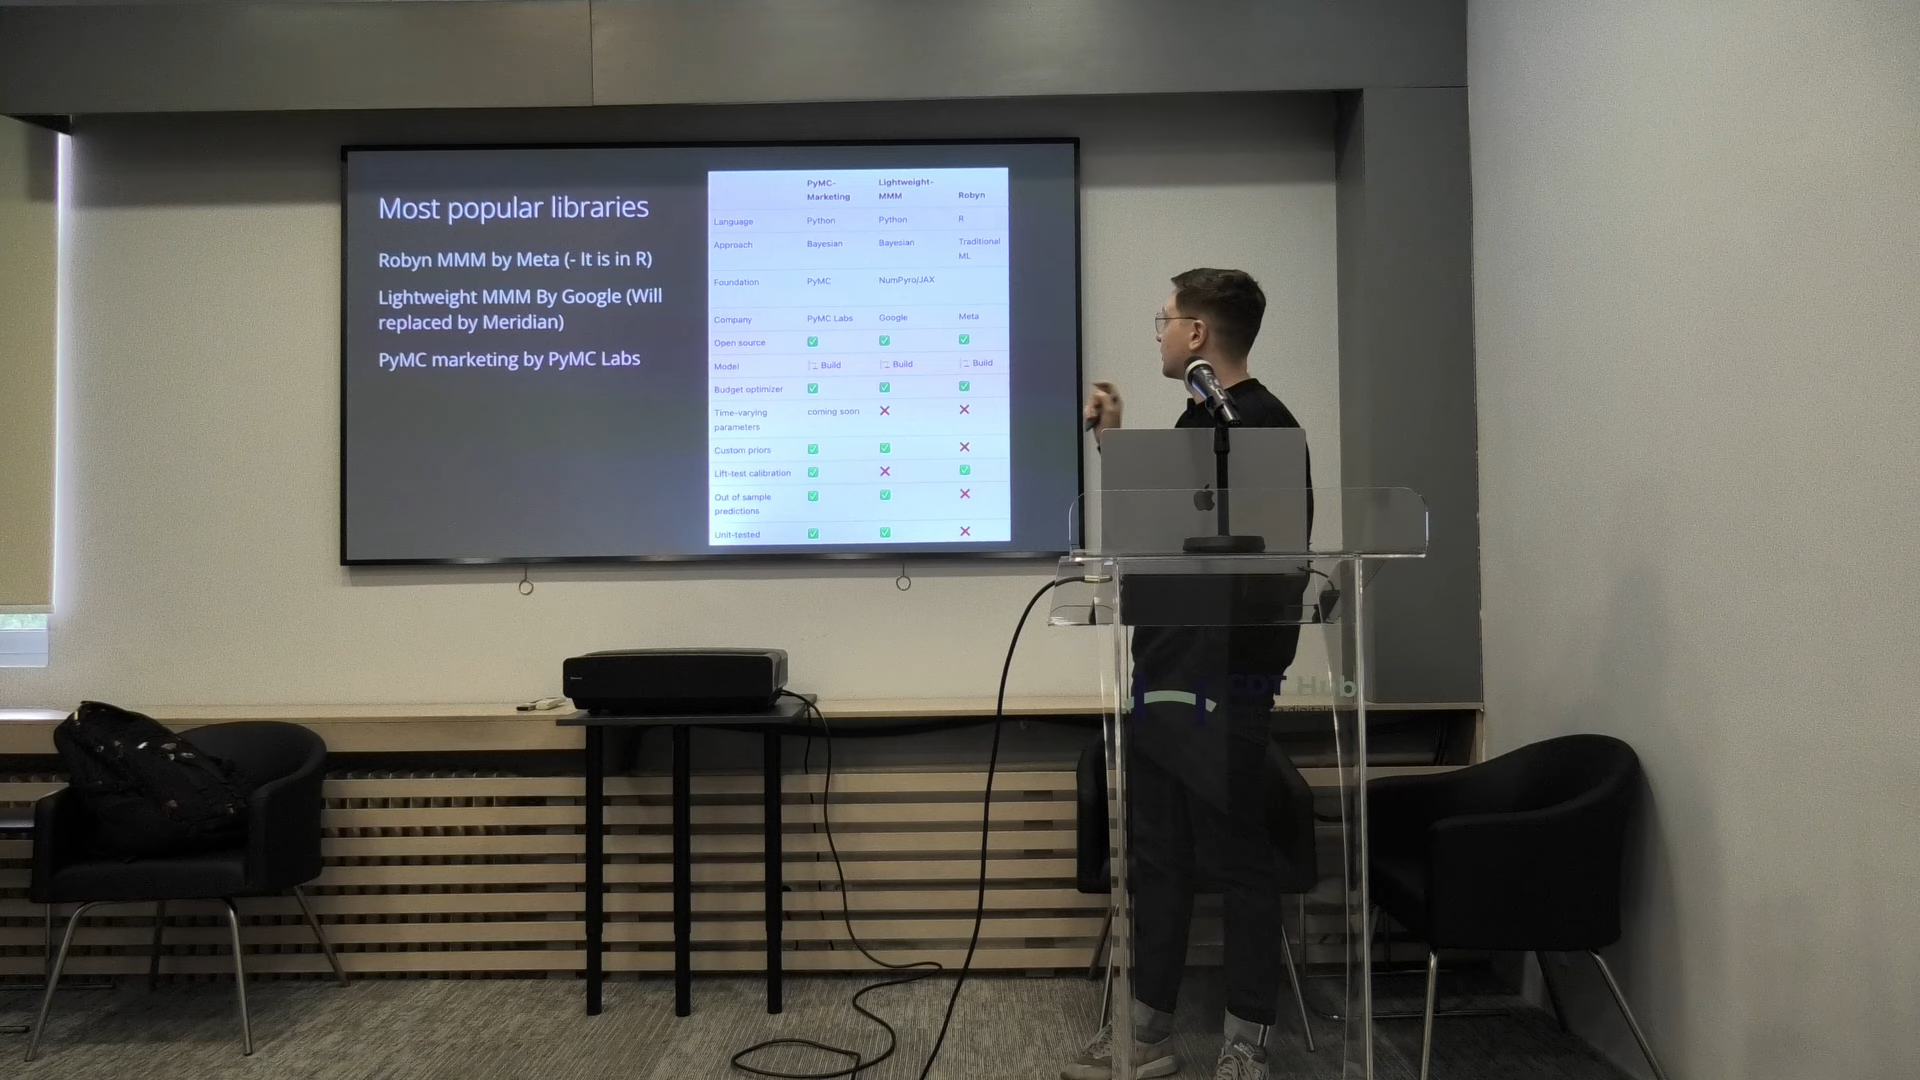 Most popular libraries
Robyn MMM by Meta (- It is in R)
Lightweight MMM By Google (Will
replaced by Meridian)
PyMC marketing by PyMC Labs
PyMC-
Marketing
Lightweight-
MMM
Robyn
Language Python Python R
Approach Bayesian Bayesian Traditional
ML
Foundation PyMC NumPyro/JAX
Company PyMC Labs Google Meta
Open source ✅ ✅ ✅
Model Build Build Build
Budget optimizer ✅ ✅ ✅
Time-varying
parameters
coming soon ❌ ❌
Custom priors ✅ ✅ ❌
Lift-test calibration ✅ ❌ ✅
Out of sample
predictions
✅ ✅ ❌
Unit-tested ✅ ✅ ❌
CDT Hub